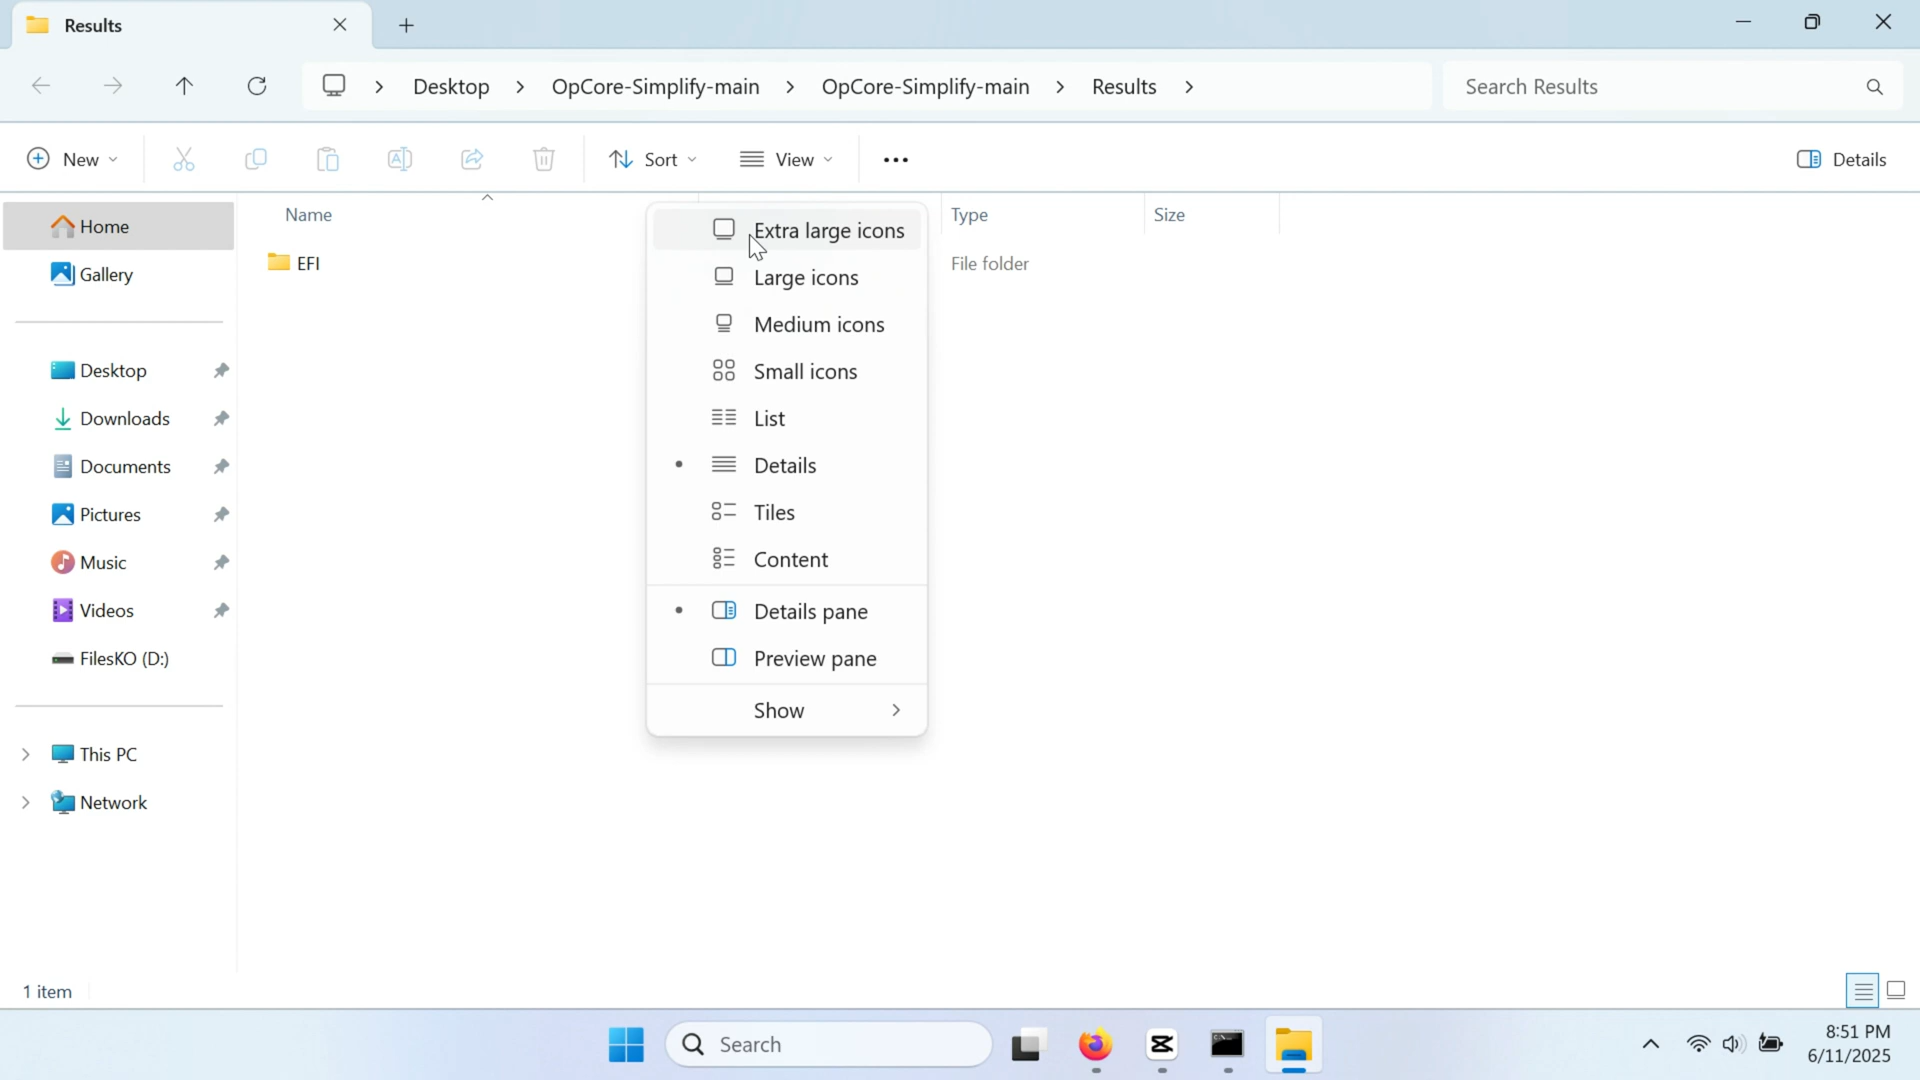 Results
Desktop > OpCore-Simplify-main > OpCore-Simplify-main > Results >
Search Results
New
Sort
View
Details
Home
Gallery
Desktop
Downloads
Documents
Pictures
Music
Videos
FilesKO (D:)
This PC
Network
Name
Type
Size
EFI
File folder
Extra large icons
Large icons
Medium icons
Small icons
List
Details
Tiles
Content
Details pane
Preview pane
Show
1 item
Search
8:51 PM
6/11/2025